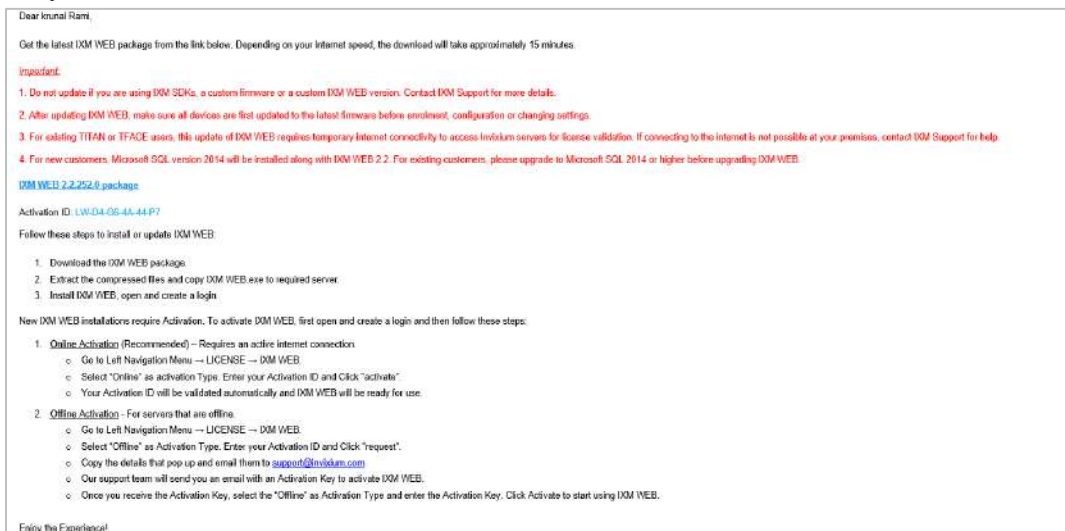 Dear krunal Rami,
Get the latest IXM WEB package from the link below. Depending on your internet speed, the download will take approximately 15 minutes.
Important:
1. Do not update if you are using IXM SDKs, a custom firmware or a custom IXM WEB version. Contact IXM Support for more details.
2. After updating IXM WEB, make sure all devices are first updated to the latest firmware before enrolment, configuration or changing settings.
3. For existing TITAN or TFACE users, this update of IXM WEB requires temporary internet connectivity to access Invixium servers for license validation. If connecting to the internet is not possible at your premises, contact IXM Support for help.
4. For new customers, Microsoft SQL version 2014 will be installed along with IXM WEB 2.2. For existing customers, please upgrade to Microsoft SQL 2014 or higher before upgrading IXM WEB.
IXM WEB 2.2.252.0 package
Activation ID: LW-D4-G6-4A-44-P7
Follow these steps to install or update IXM WEB:
1. Download the IXM WEB package.
2. Extract the compressed files and copy IXM WEB.exe to required server.
3. Install IXM WEB, open and create a login
New IXM WEB installations require Activation. To activate IXM WEB, first open and create a login and then follow these steps:
1. Online Activation (Recommended) – Requires an active internet connection.
o Go to Left Navigation Menu → LICENSE → IXM WEB.
o Select "Online" as activation Type. Enter your Activation ID and Click "activate".
o Your Activation ID will be validated automatically and IXM WEB will be ready for use.
2. Offline Activation - For servers that are offline.
o Go to Left Navigation Menu → LICENSE → IXM WEB.
o Select "Offline" as Activation Type. Enter your Activation ID and Click "request".
o Copy the details that pop up and email them to support@invixium.com
o Our support team will send you an email with an Activation Key to activate IXM WEB.
o Once you receive the Activation Key, select the "Offline" as Activation Type and enter the Activation Key. Click Activate to start using IXM WEB.
Enjoy the Experience!